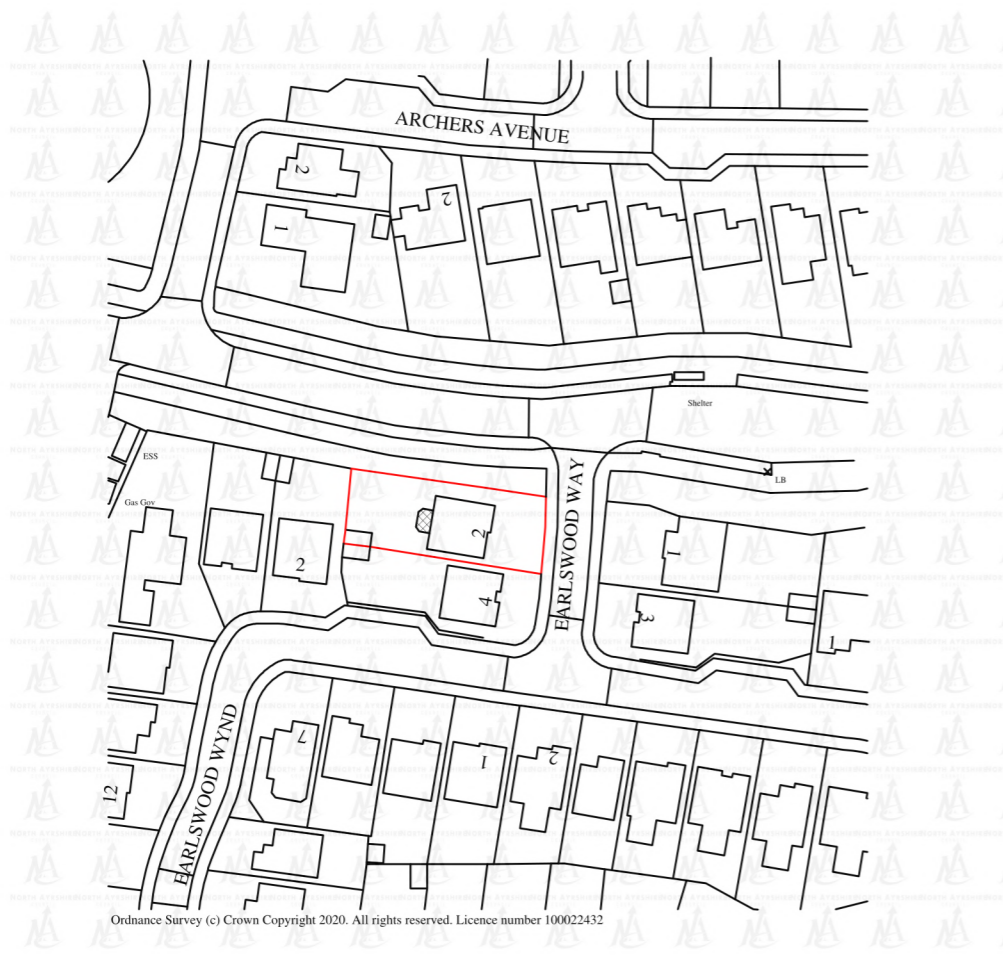 ARCHERS AVENUE
2
2
1
Shelter
ESS
LB
Gas Gov
EARLSWOOD WAY
2
2
1
4
3
1
EARLSWOOD WYND
7
1
2
12
Ordnance Survey (c) Crown Copyright 2020. All rights reserved. Licence number 100022432